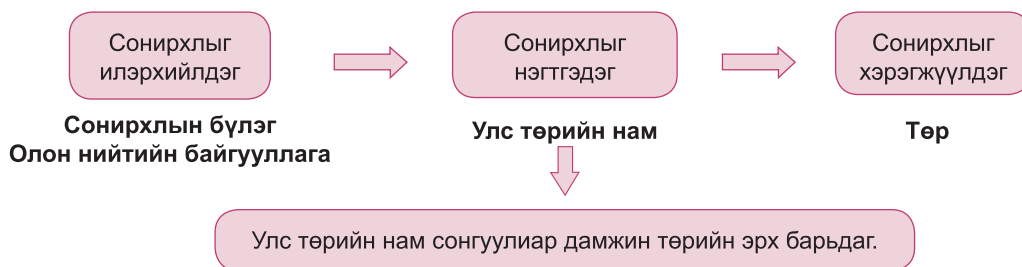 Сонирхлыг
илэрхийлдэг
Сонирхлыг
нэгтгэдэг
Сонирхлыг
хэрэгжүүлдэг
Сонирхлын бүлэг
Олон нийтийн байгууллага
Улс төрийн нам
Төр
Улс төрийн нам сонгуулиар дамжин төрийн эрх барьдаг.